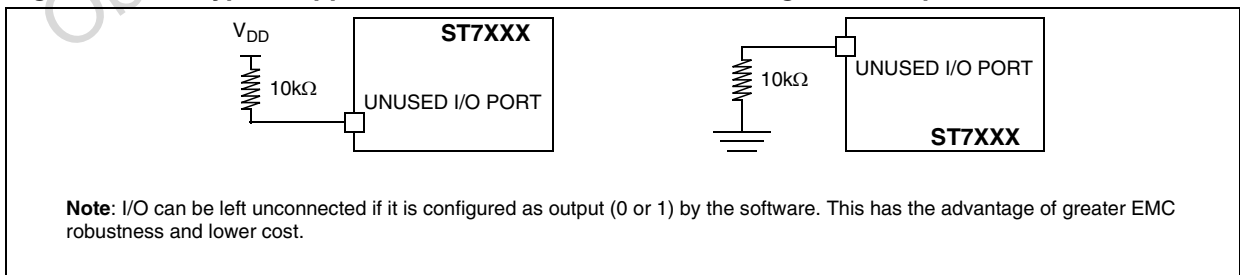 V_DD
ST7XXX
10kΩ
UNUSED I/O PORT
10kΩ
UNUSED I/O PORT
ST7XXX
Note: I/O can be left unconnected if it is configured as output (0 or 1) by the software. This has the advantage of greater EMC
robustness and lower cost.